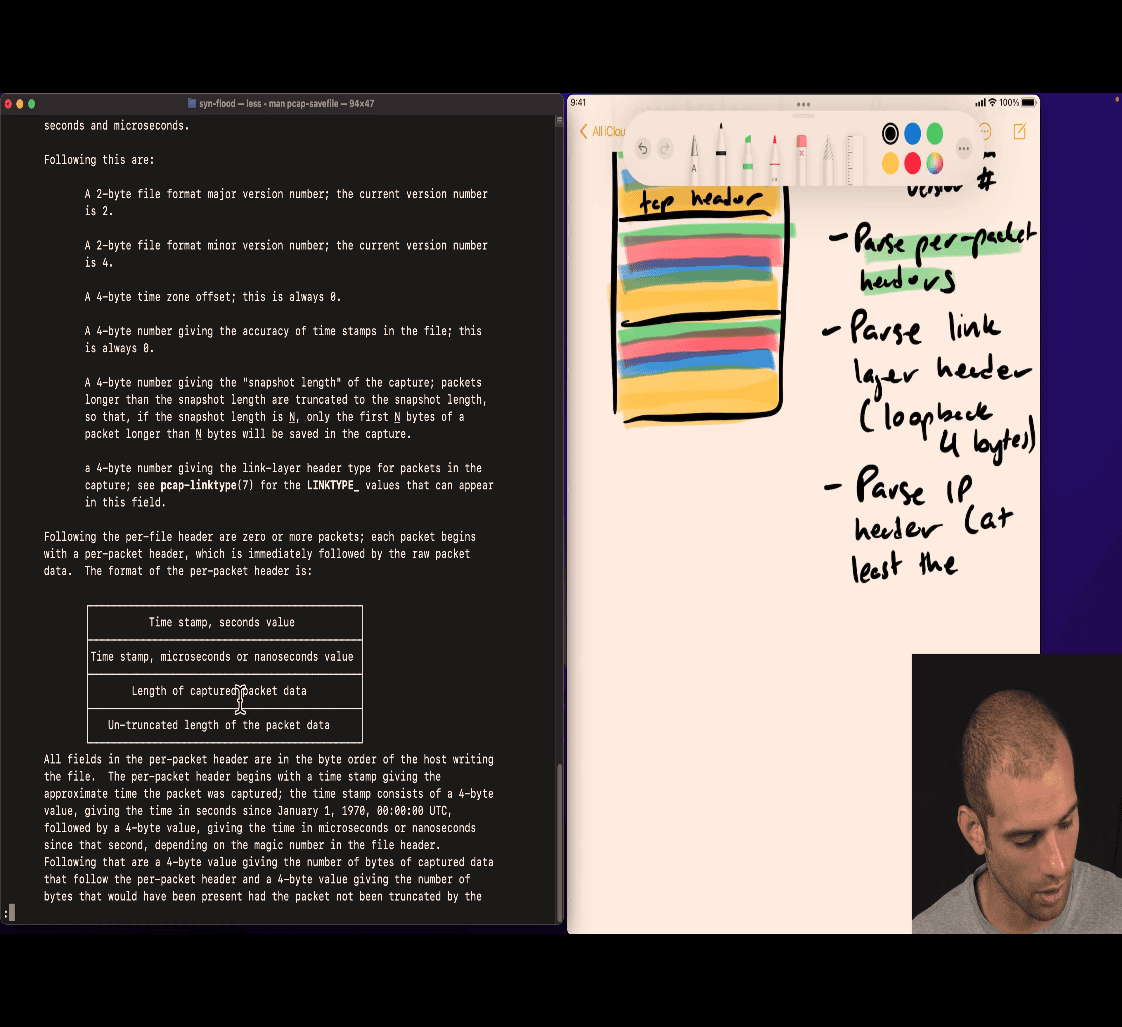 syn-flood — less • man pcap-savefile — 94×47
seconds and microseconds.
Following this are:
A 2-byte file format major version number; the current version number
is 2.
A 2-byte file format minor version number; the current version number
is 4.
A 4-byte time zone offset; this is always 0.
A 4-byte number giving the accuracy of time stamps in the file; this
is always 0.
A 4-byte number giving the "snapshot length" of the capture; packets
longer than the snapshot length are truncated to the snapshot length,
so that, if the snapshot length is N, only the first N bytes of a
packet longer than N bytes will be saved in the capture.
a 4-byte number giving the link-layer header type for packets in the
capture; see pcap-linktype(7) for the LINKTYPE_ values that can appear
in this field.
Following the per-file header are zero or more packets; each packet begins
with a per-packet header, which is immediately followed by the raw packet
data.  The format of the per-packet header is:
Time stamp, seconds value
Time stamp, microseconds or nanoseconds value
Length of captured packet data
Un-truncated length of the packet data
All fields in the per-packet header are in the byte order of the host writing
the file.  The per-packet header begins with a time stamp giving the
approximate time the packet was captured; the time stamp consists of a 4-byte
value, giving the time in seconds since January 1, 1970, 00:00:00 UTC,
followed by a 4-byte value, giving the time in microseconds or nanoseconds
since that second, depending on the magic number in the file header.
Following that are a 4-byte value giving the number of bytes of captured data
that follow the per-packet header and a 4-byte value giving the number of
bytes that would have been present had the packet not been truncated by the
:
9:41
100%
All iClou
A
tcp header
version #
- Parse per-packet
headers
- Parse link
layer header
(loopback
4 bytes)
- Parse IP
header (at
least the